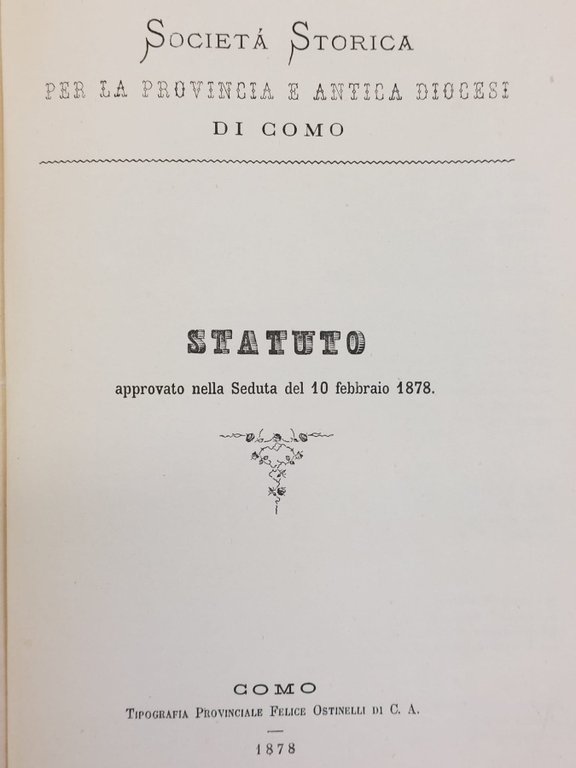 SOCIETÁ STORICA
PER LA PROVINCIA E ANTICA DIOCESI
DI COMO
STATUTO
approvato nella Seduta del 10 febbraio 1878.
COMO
TIPOGRAFIA PROVINCIALE FELICE OSTINELLI DI C. A.
1878